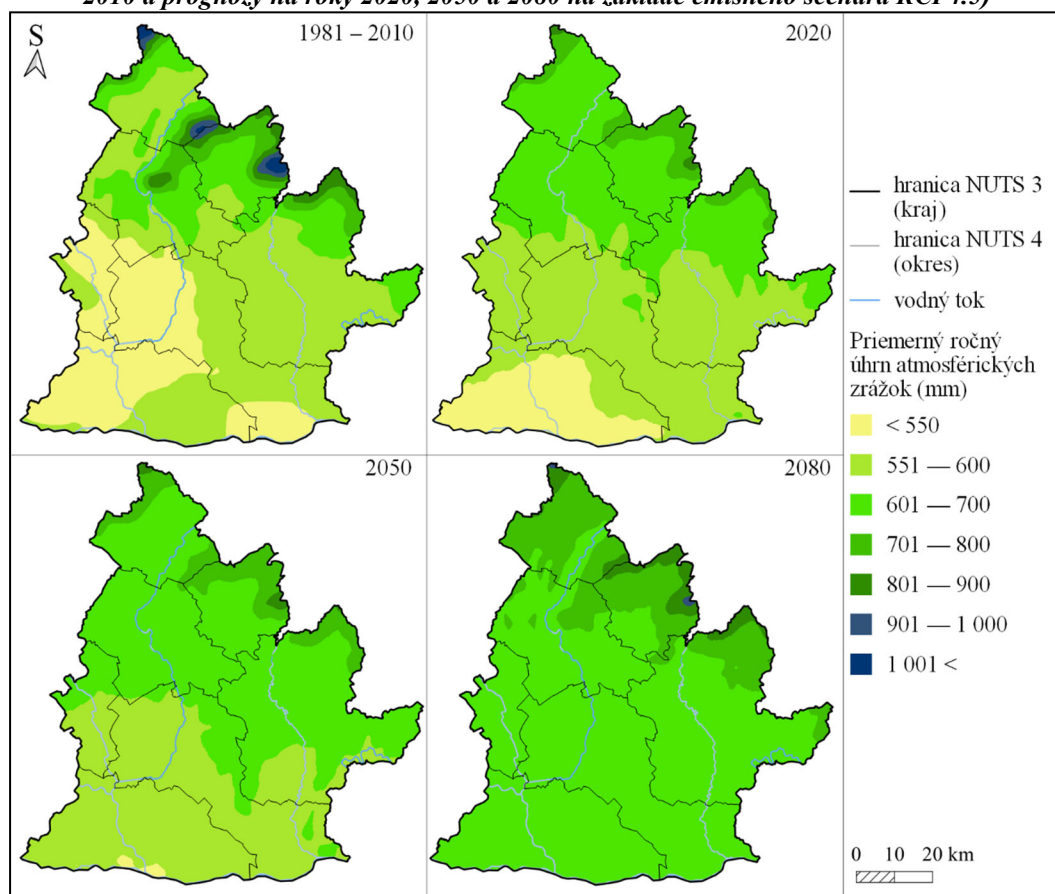 2010 a prognózy na roky 2020, 2050 a 2080 na základe emisného scenára RCP4.5)
S
1981 – 2010
2020
2050
2080
hranica NUTS 3
(kraj)
hranica NUTS 4
(okres)
vodný tok
Priemerný ročný
úhrn atmosférických
zrážok (mm)
< 550
551 — 600
601 — 700
701 — 800
801 — 900
901 — 1 000
1 001 <
0 10 20 km